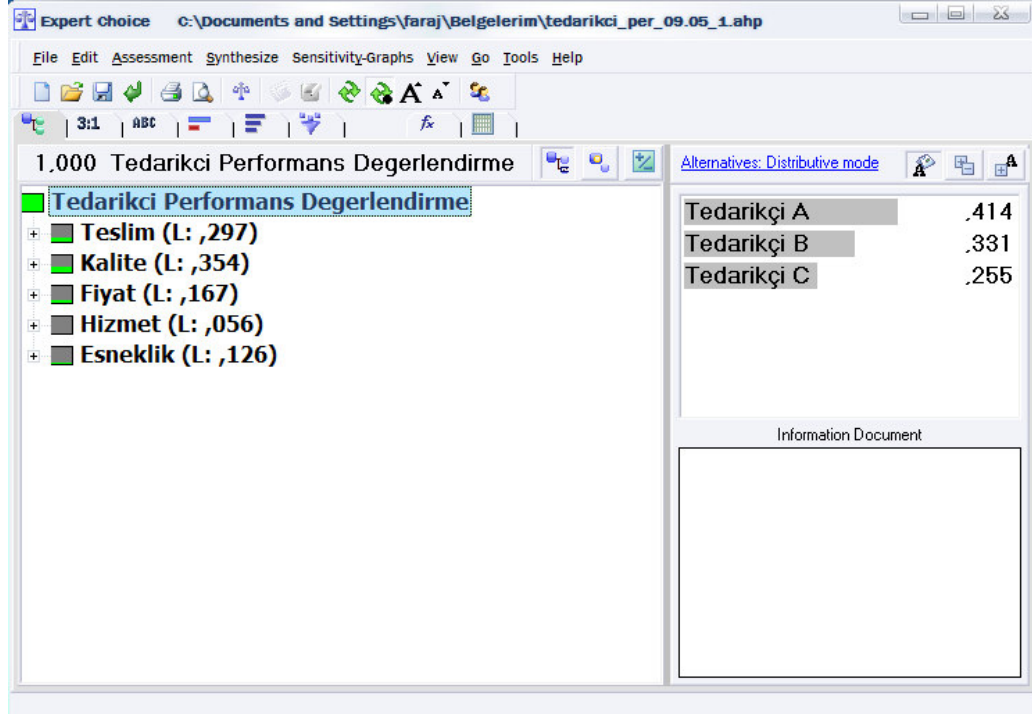 Expert Choice C:\Documents and Settings\faraj\Belgelerim\tedarikci_per_09.05_1.ahp
File Edit Assessment Synthesize Sensitivity-Graphs View Go Tools Help
A A
3:1 ABC fx
1,000 Tedarikci Performans Degerlendirme
Alternatives: Distributive mode
A A
Tedarikci Performans Degerlendirme
Teslim (L: ,297)
Kalite (L: ,354)
Fiyat (L: ,167)
Hizmet (L: ,056)
Esneklik (L: ,126)
Tedarikçi A ,414
Tedarikçi B ,331
Tedarikçi C ,255
Information Document